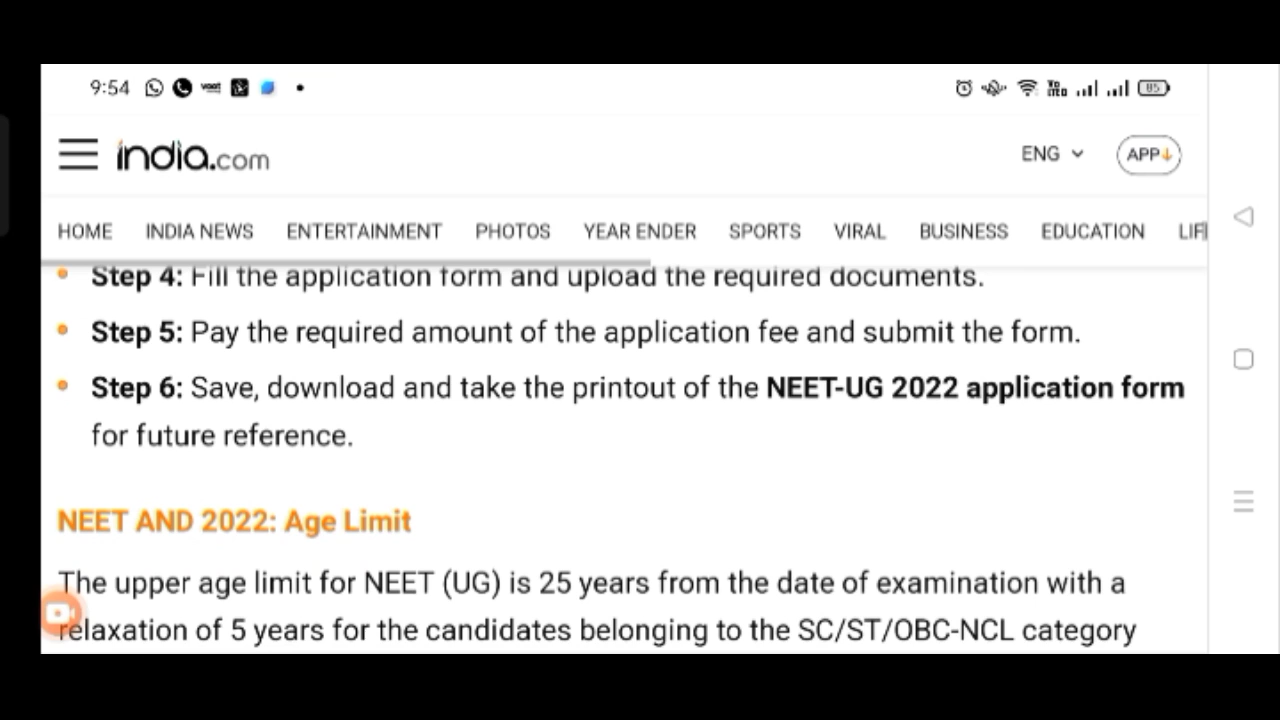 9:54
85
india.com
ENG
APP
HOME INDIA NEWS ENTERTAINMENT PHOTOS YEAR ENDER SPORTS VIRAL BUSINESS EDUCATION LIF
Step 4: Fill the application form and upload the required documents.
Step 5: Pay the required amount of the application fee and submit the form.
Step 6: Save, download and take the printout of the NEET-UG 2022 application form
for future reference.
NEET AND 2022: Age Limit
The upper age limit for NEET (UG) is 25 years from the date of examination with a
relaxation of 5 years for the candidates belonging to the SC/ST/OBC-NCL category